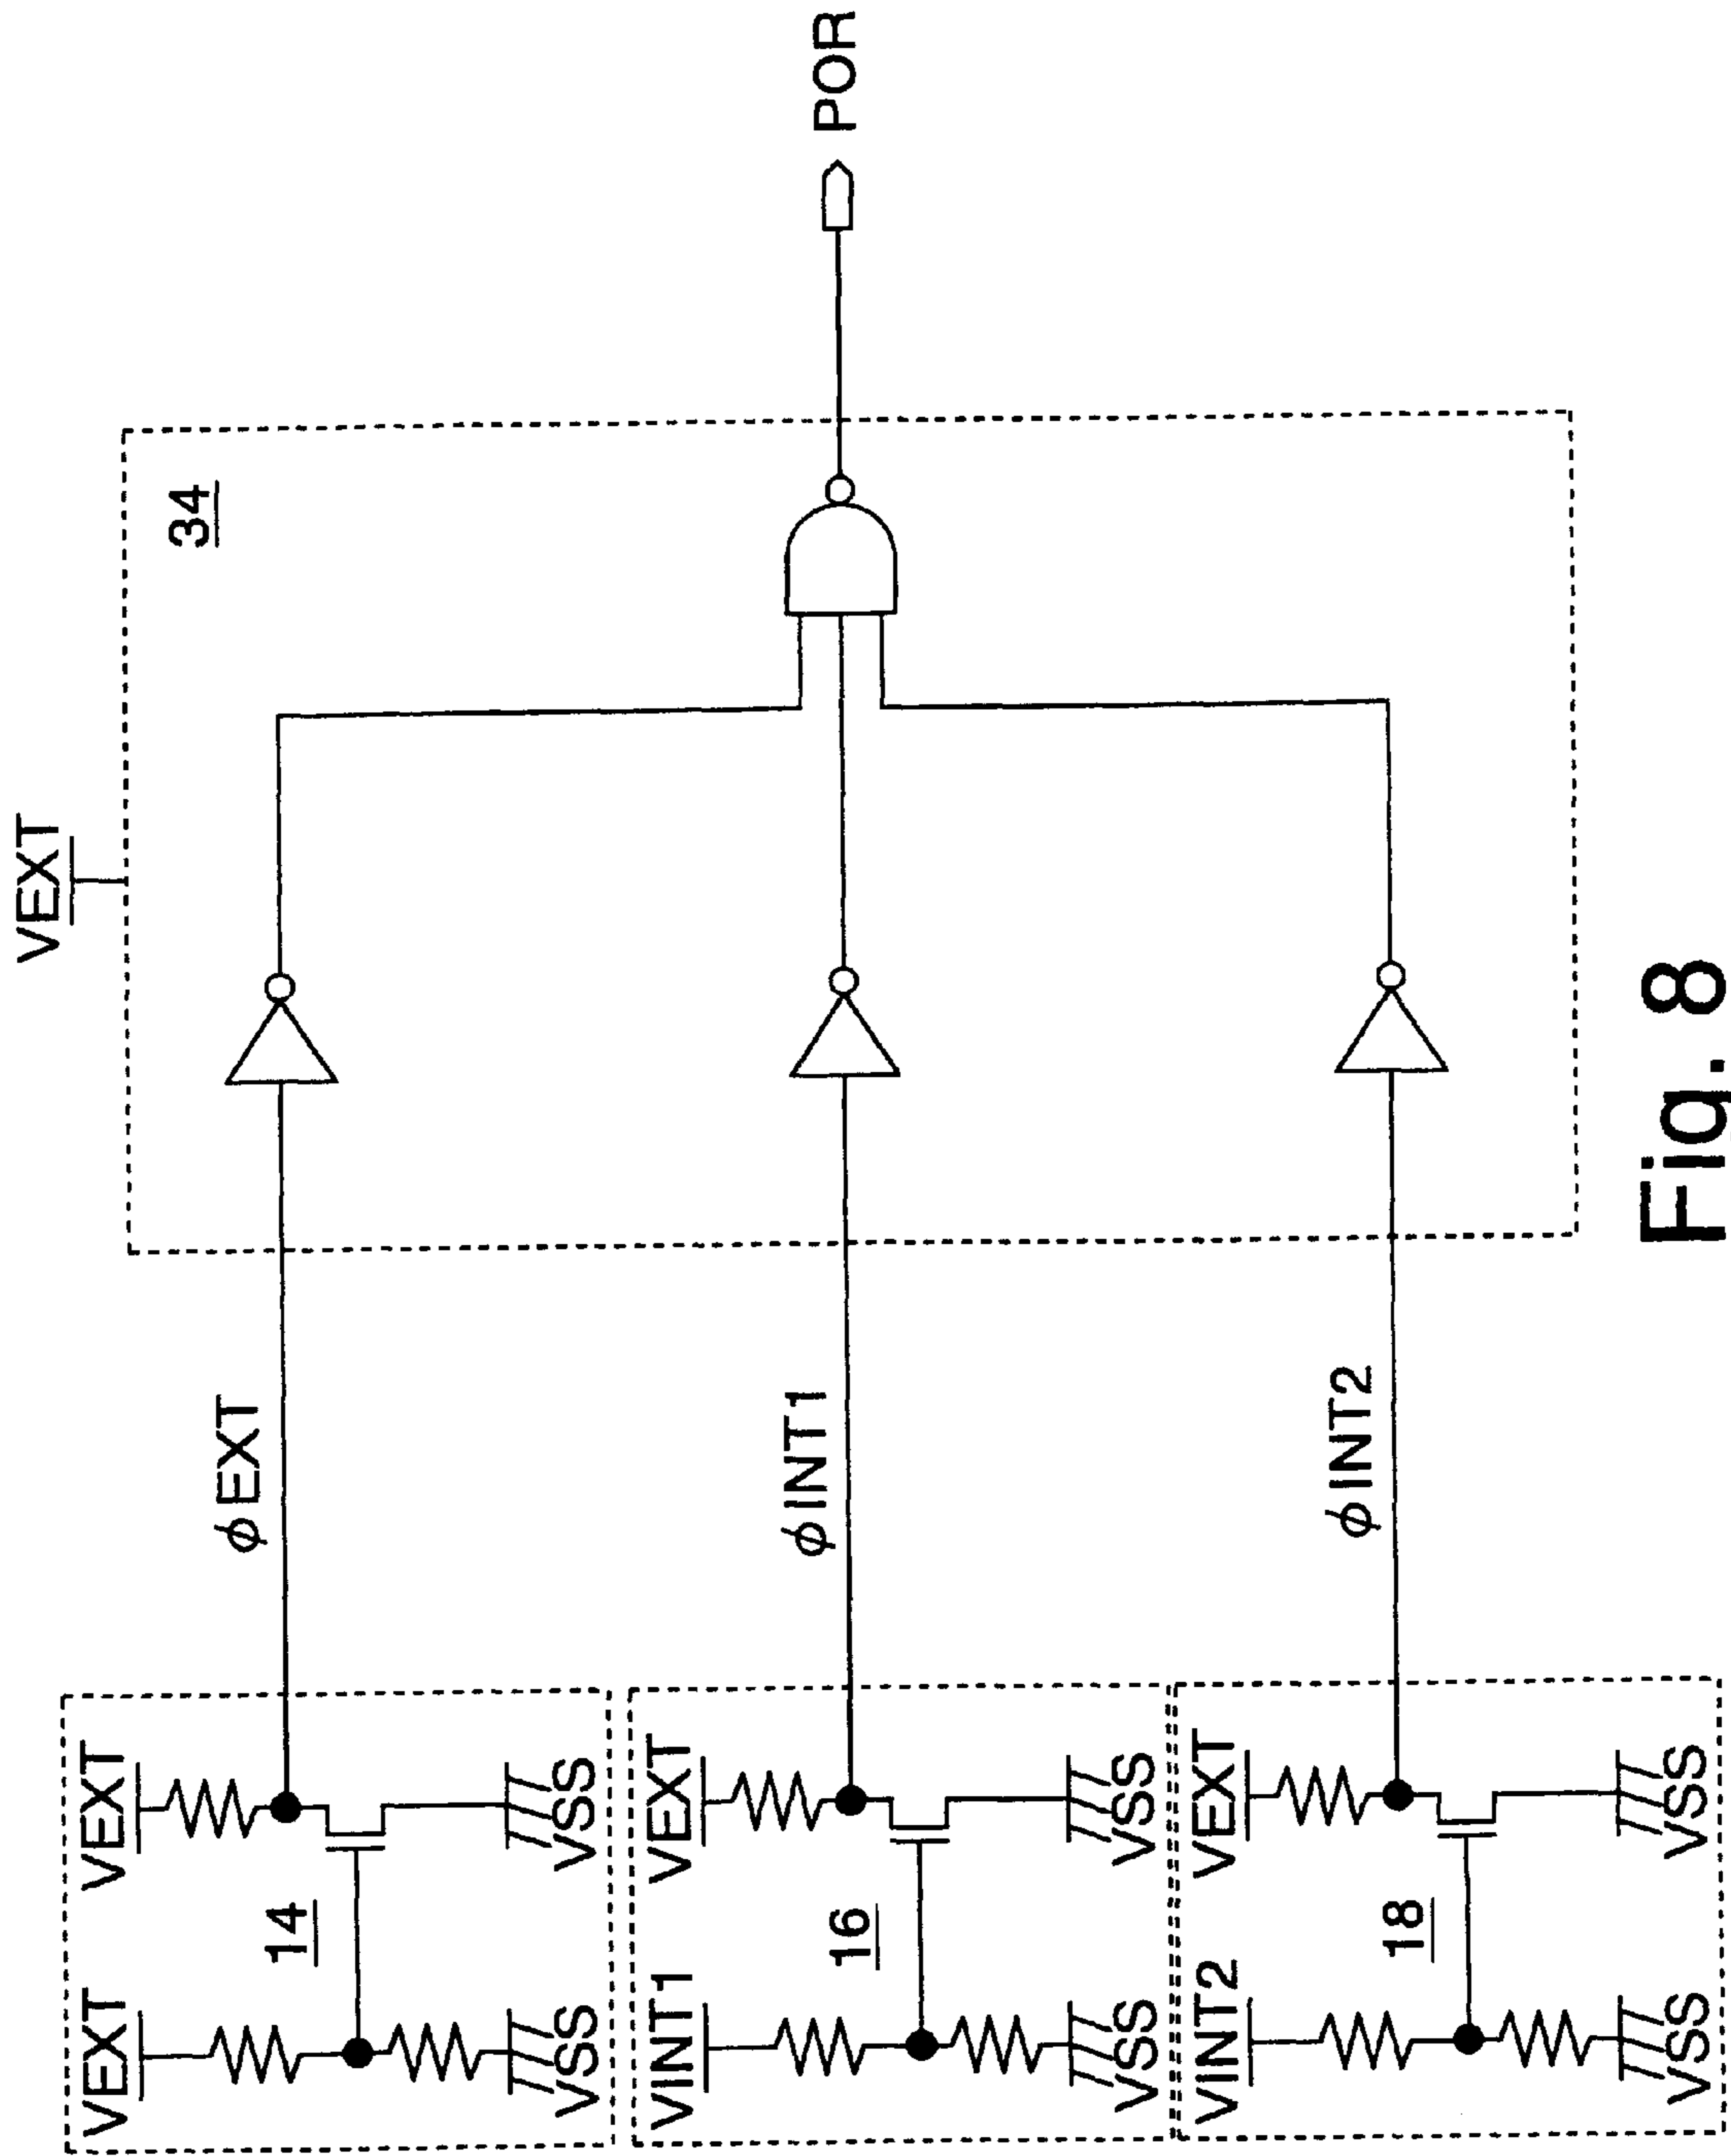 VEXT
VEXT
14
VSS
VSS
φEXT
VINT1
VEXT
16
VSS
VSS
φINT1
VINT2
VEXT
18
VSS
VSS
φINT2
VEXT
34
POR
Fig. 8